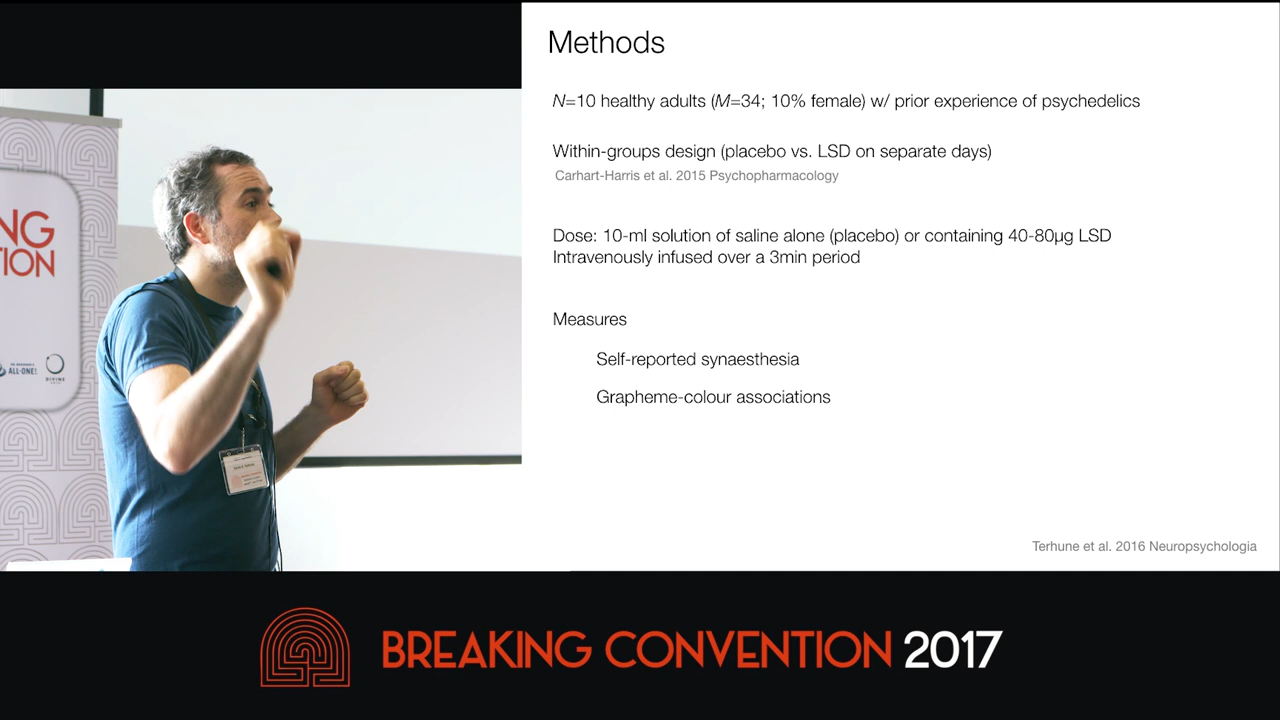 Methods
N=10 healthy adults (M=34; 10% female) w/ prior experience of psychedelics
Within-groups design (placebo vs. LSD on separate days)
Carhart-Harris et al. 2015 Psychopharmacology
Dose: 10-ml solution of saline alone (placebo) or containing 40-80µg LSD
Intravenously infused over a 3min period
Measures
Self-reported synaesthesia
Grapheme-colour associations
Terhune et al. 2016 Neuropsychologia
NG
TION
ALL-ONE!
DIVINE
BREAKING CONVENTION 2017